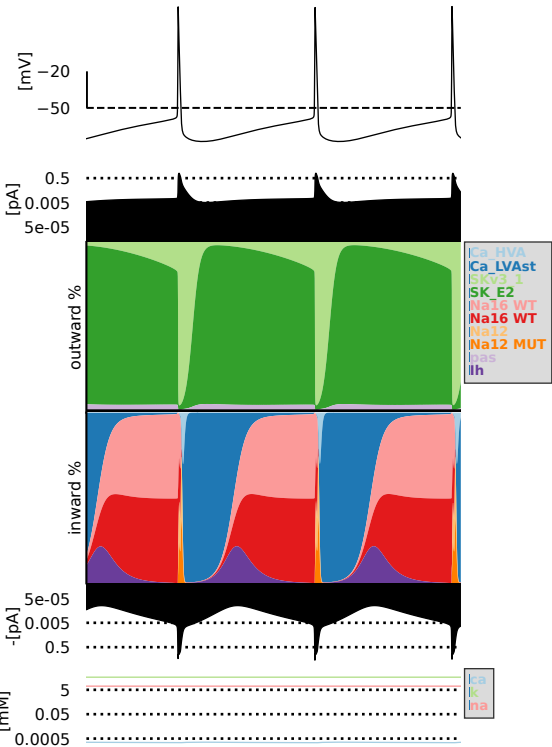 [mV]
−20
−50
[pA]
0.5
0.005
5e-05
outward %
Ca_HVA
Ca_LVAst
SKv3_1
SK_E2
Na16 WT
Na16 WT
Na12
Na12 MUT
pas
Ih
inward %
-[pA]
5e-05
0.005
0.5
[mM]
5
0.05
0.0005
ca
k
na